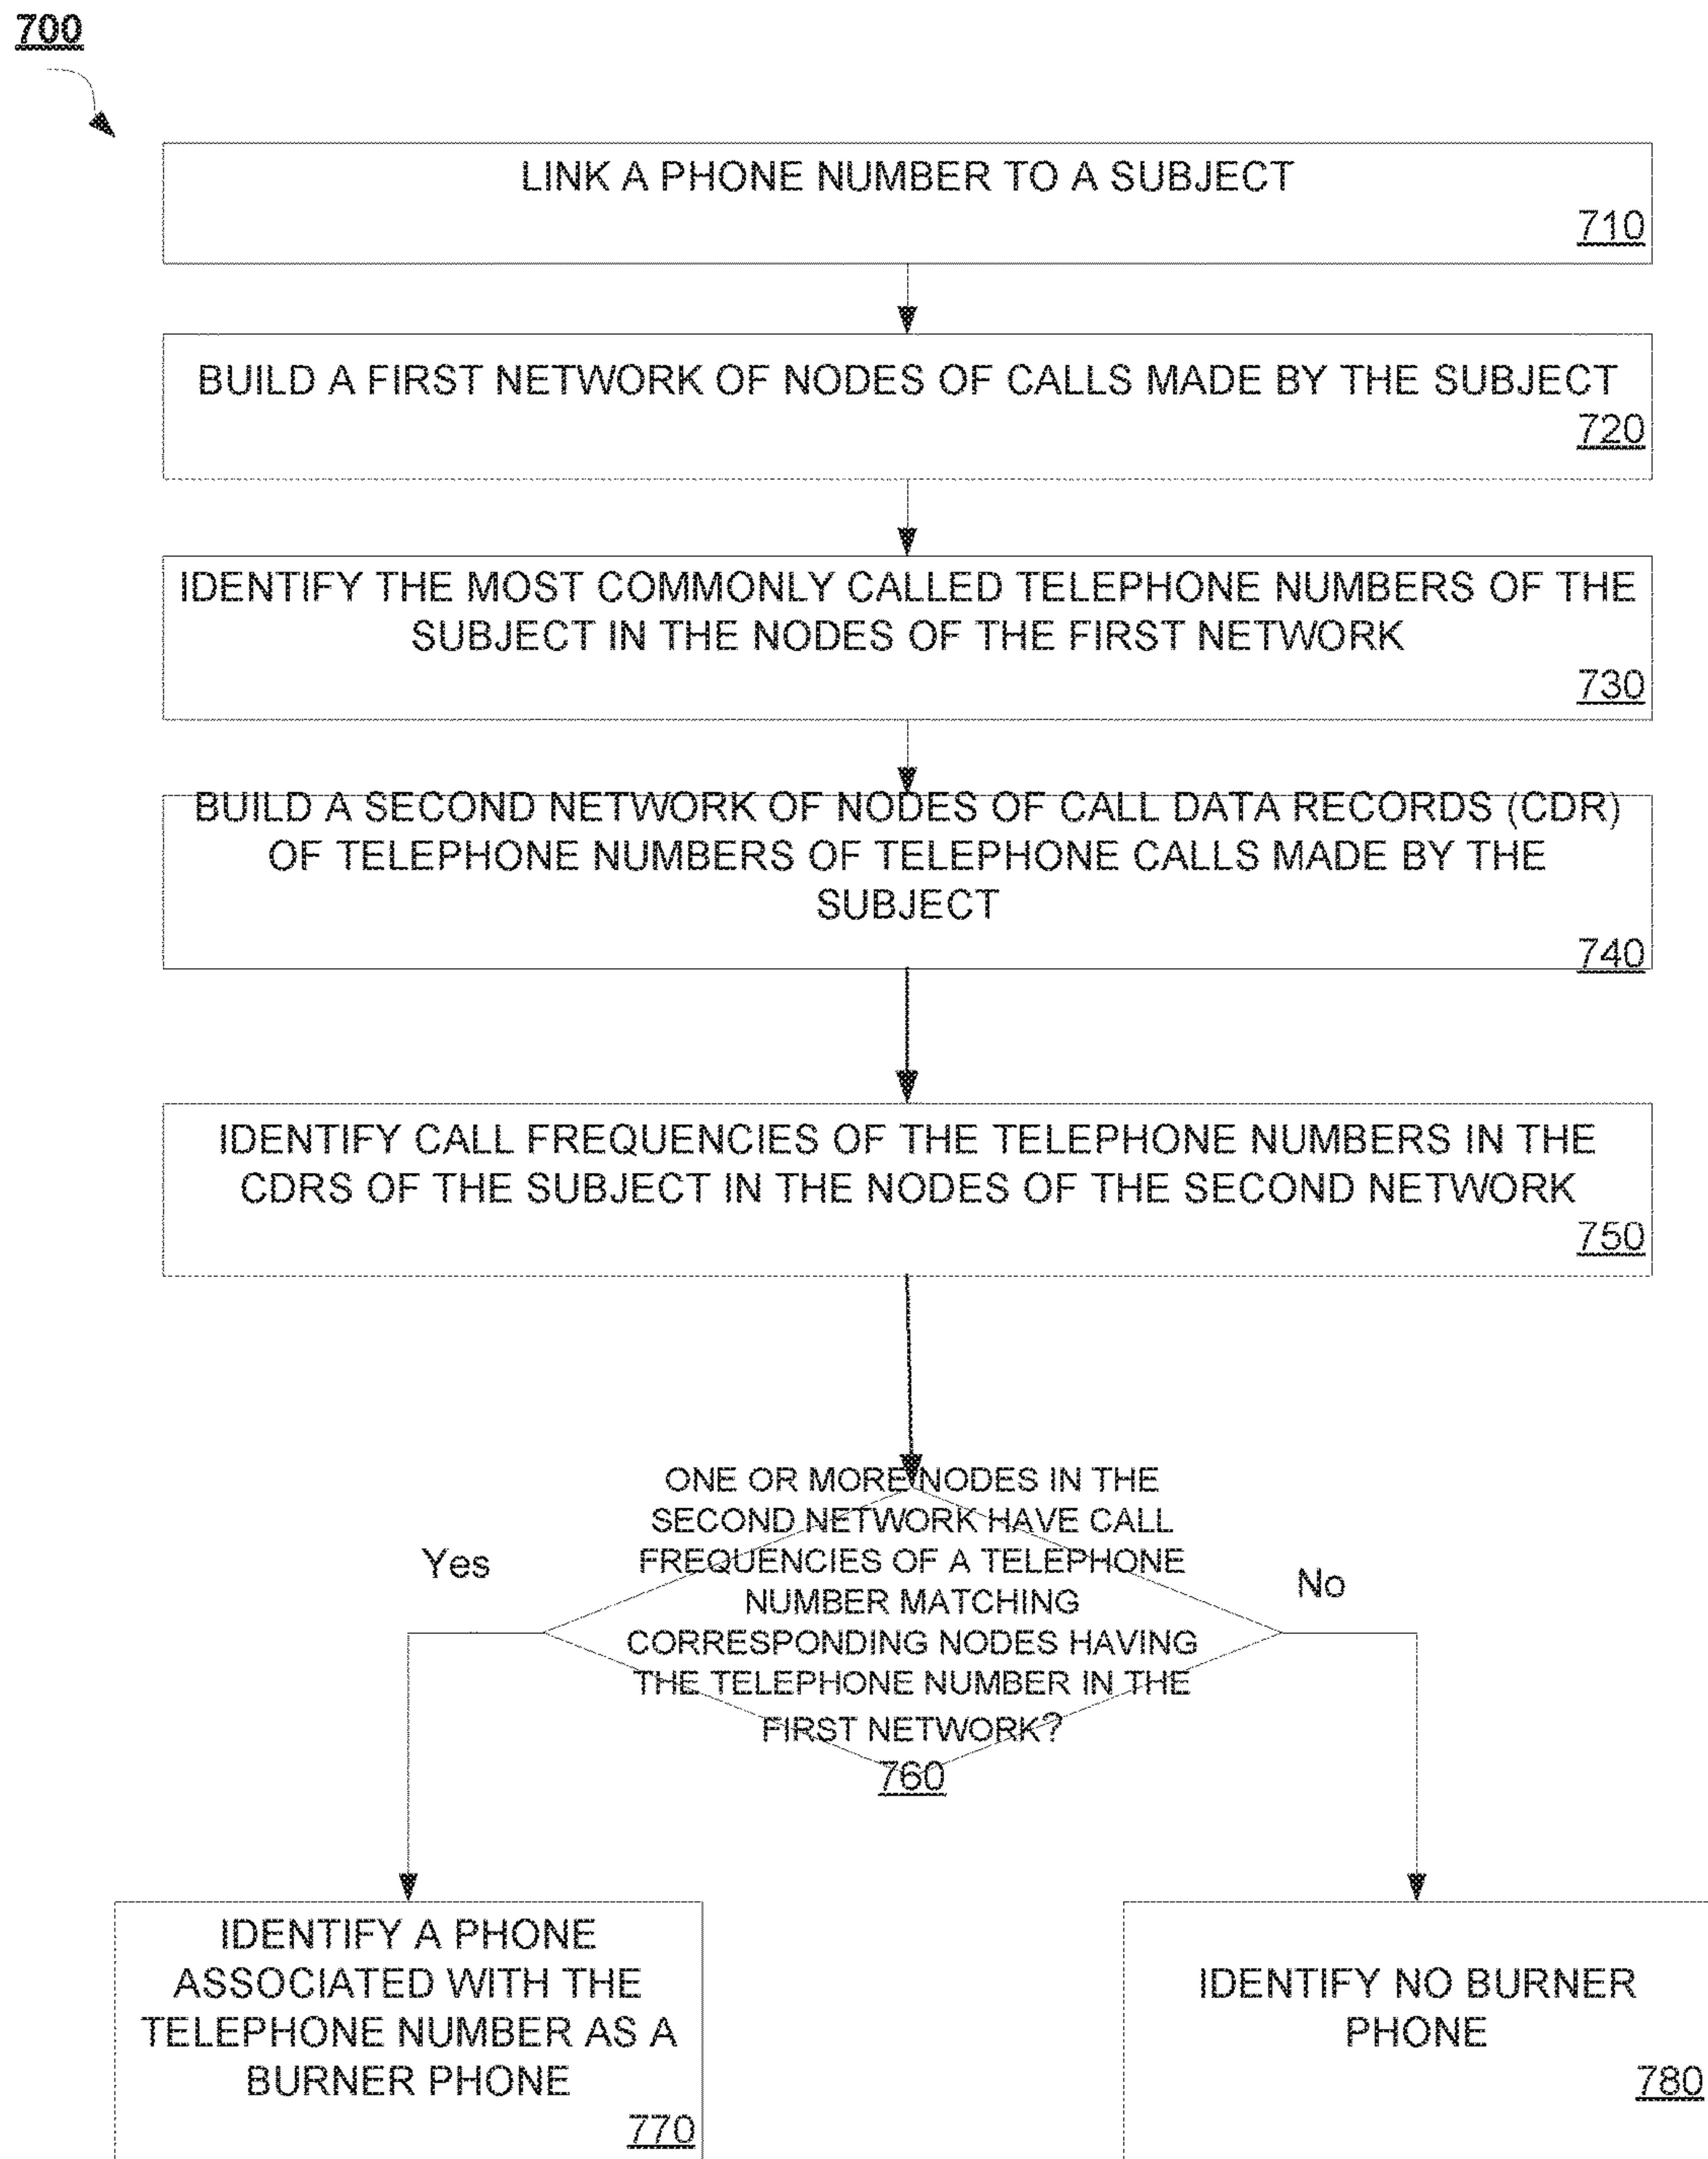 700
LINK A PHONE NUMBER TO A SUBJECT
710
BUILD A FIRST NETWORK OF NODES OF CALLS MADE BY THE SUBJECT
720
IDENTIFY THE MOST COMMONLY CALLED TELEPHONE NUMBERS OF THE
SUBJECT IN THE NODES OF THE FIRST NETWORK
730
BUILD A SECOND NETWORK OF NODES OF CALL DATA RECORDS (CDR)
OF TELEPHONE NUMBERS OF TELEPHONE CALLS MADE BY THE
SUBJECT
740
IDENTIFY CALL FREQUENCIES OF THE TELEPHONE NUMBERS IN THE
CDRS OF THE SUBJECT IN THE NODES OF THE SECOND NETWORK
750
ONE OR MORE NODES IN THE
SECOND NETWORK HAVE CALL
FREQUENCIES OF A TELEPHONE
NUMBER MATCHING
CORRESPONDING NODES HAVING
THE TELEPHONE NUMBER IN THE
FIRST NETWORK?
760
Yes
No
IDENTIFY A PHONE
ASSOCIATED WITH THE
TELEPHONE NUMBER AS A
BURNER PHONE
770
IDENTIFY NO BURNER
PHONE
780